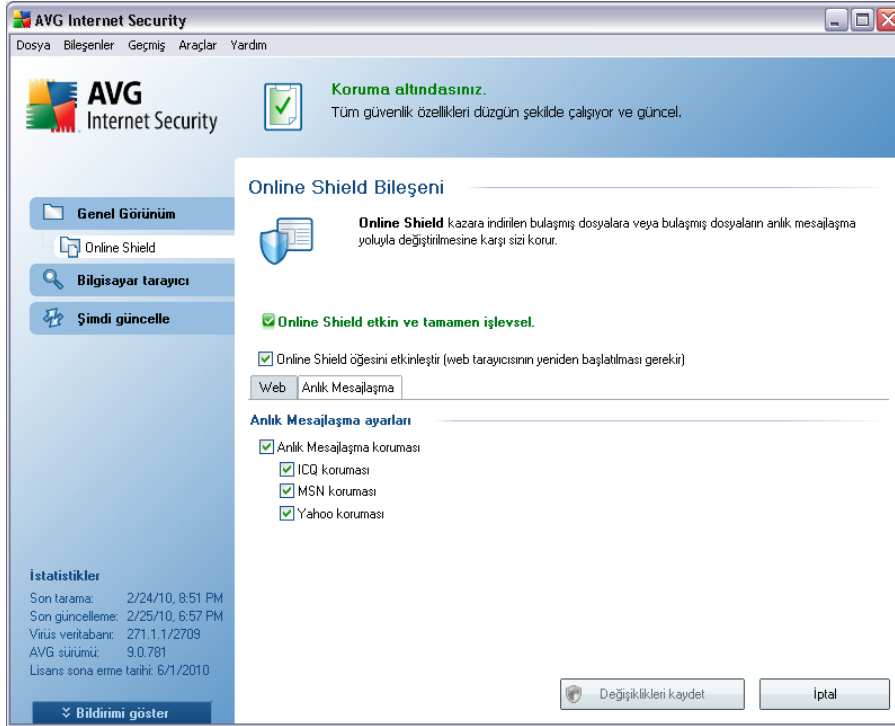 AVG Internet Security
Dosya Bileşenler Geçmiş Araçlar Yardım
AVG
Internet Security
Koruma altındasınız.
Tüm güvenlik özellikleri düzgün şekilde çalışıyor ve güncel.
Genel Görünüm
Online Shield
Bilgisayar tarayıcı
Şimdi güncelle
Online Shield Bileşeni
Online Shield kazara indirilen bulaşmış dosyalara veya bulaşmış dosyaların anlık mesajlaşma
yoluyla değiştirilmesine karşı sizi korur.
Online Shield etkin ve tamamen işlevsel.
Online Shield öğesini etkinleştir (web tarayıcısının yeniden başlatılması gerekir)
Web Anlık Mesajlaşma
Anlık Mesajlaşma ayarları
Anlık Mesajlaşma koruması
ICQ koruması
MSN koruması
Yahoo koruması
İstatistikler
Son tarama: 2/24/10, 8:51 PM
Son güncelleme: 2/25/10, 6:57 PM
Virüs veritabanı: 271.1.1/2709
AVG sürümü: 9.0.781
Lisans sona erme tarihi: 6/1/2010
Bildirimi göster
Değişiklikleri kaydet İptal